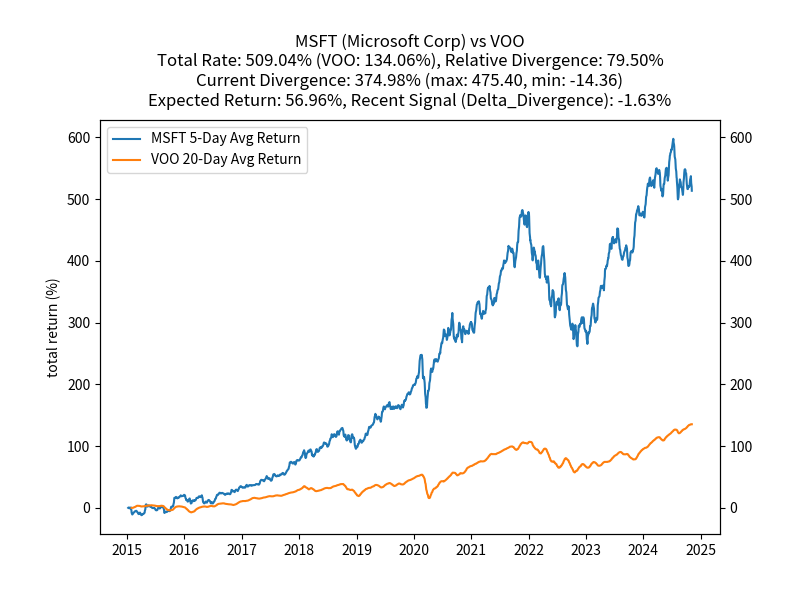 MSFT (Microsoft Corp) vs VOO
Total Rate: 509.04% (VOO: 134.06%), Relative Divergence: 79.50%
Current Divergence: 374.98% (max: 475.40, min: -14.36)
Expected Return: 56.96%, Recent Signal (Delta_Divergence): -1.63%
MSFT 5-Day Avg Return
VOO 20-Day Avg Return
total return (%)
600 600
500 500
400 400
300 300
200 200
100 100
0 0
2015 2016 2017 2018 2019 2020 2021 2022 2023 2024 2025